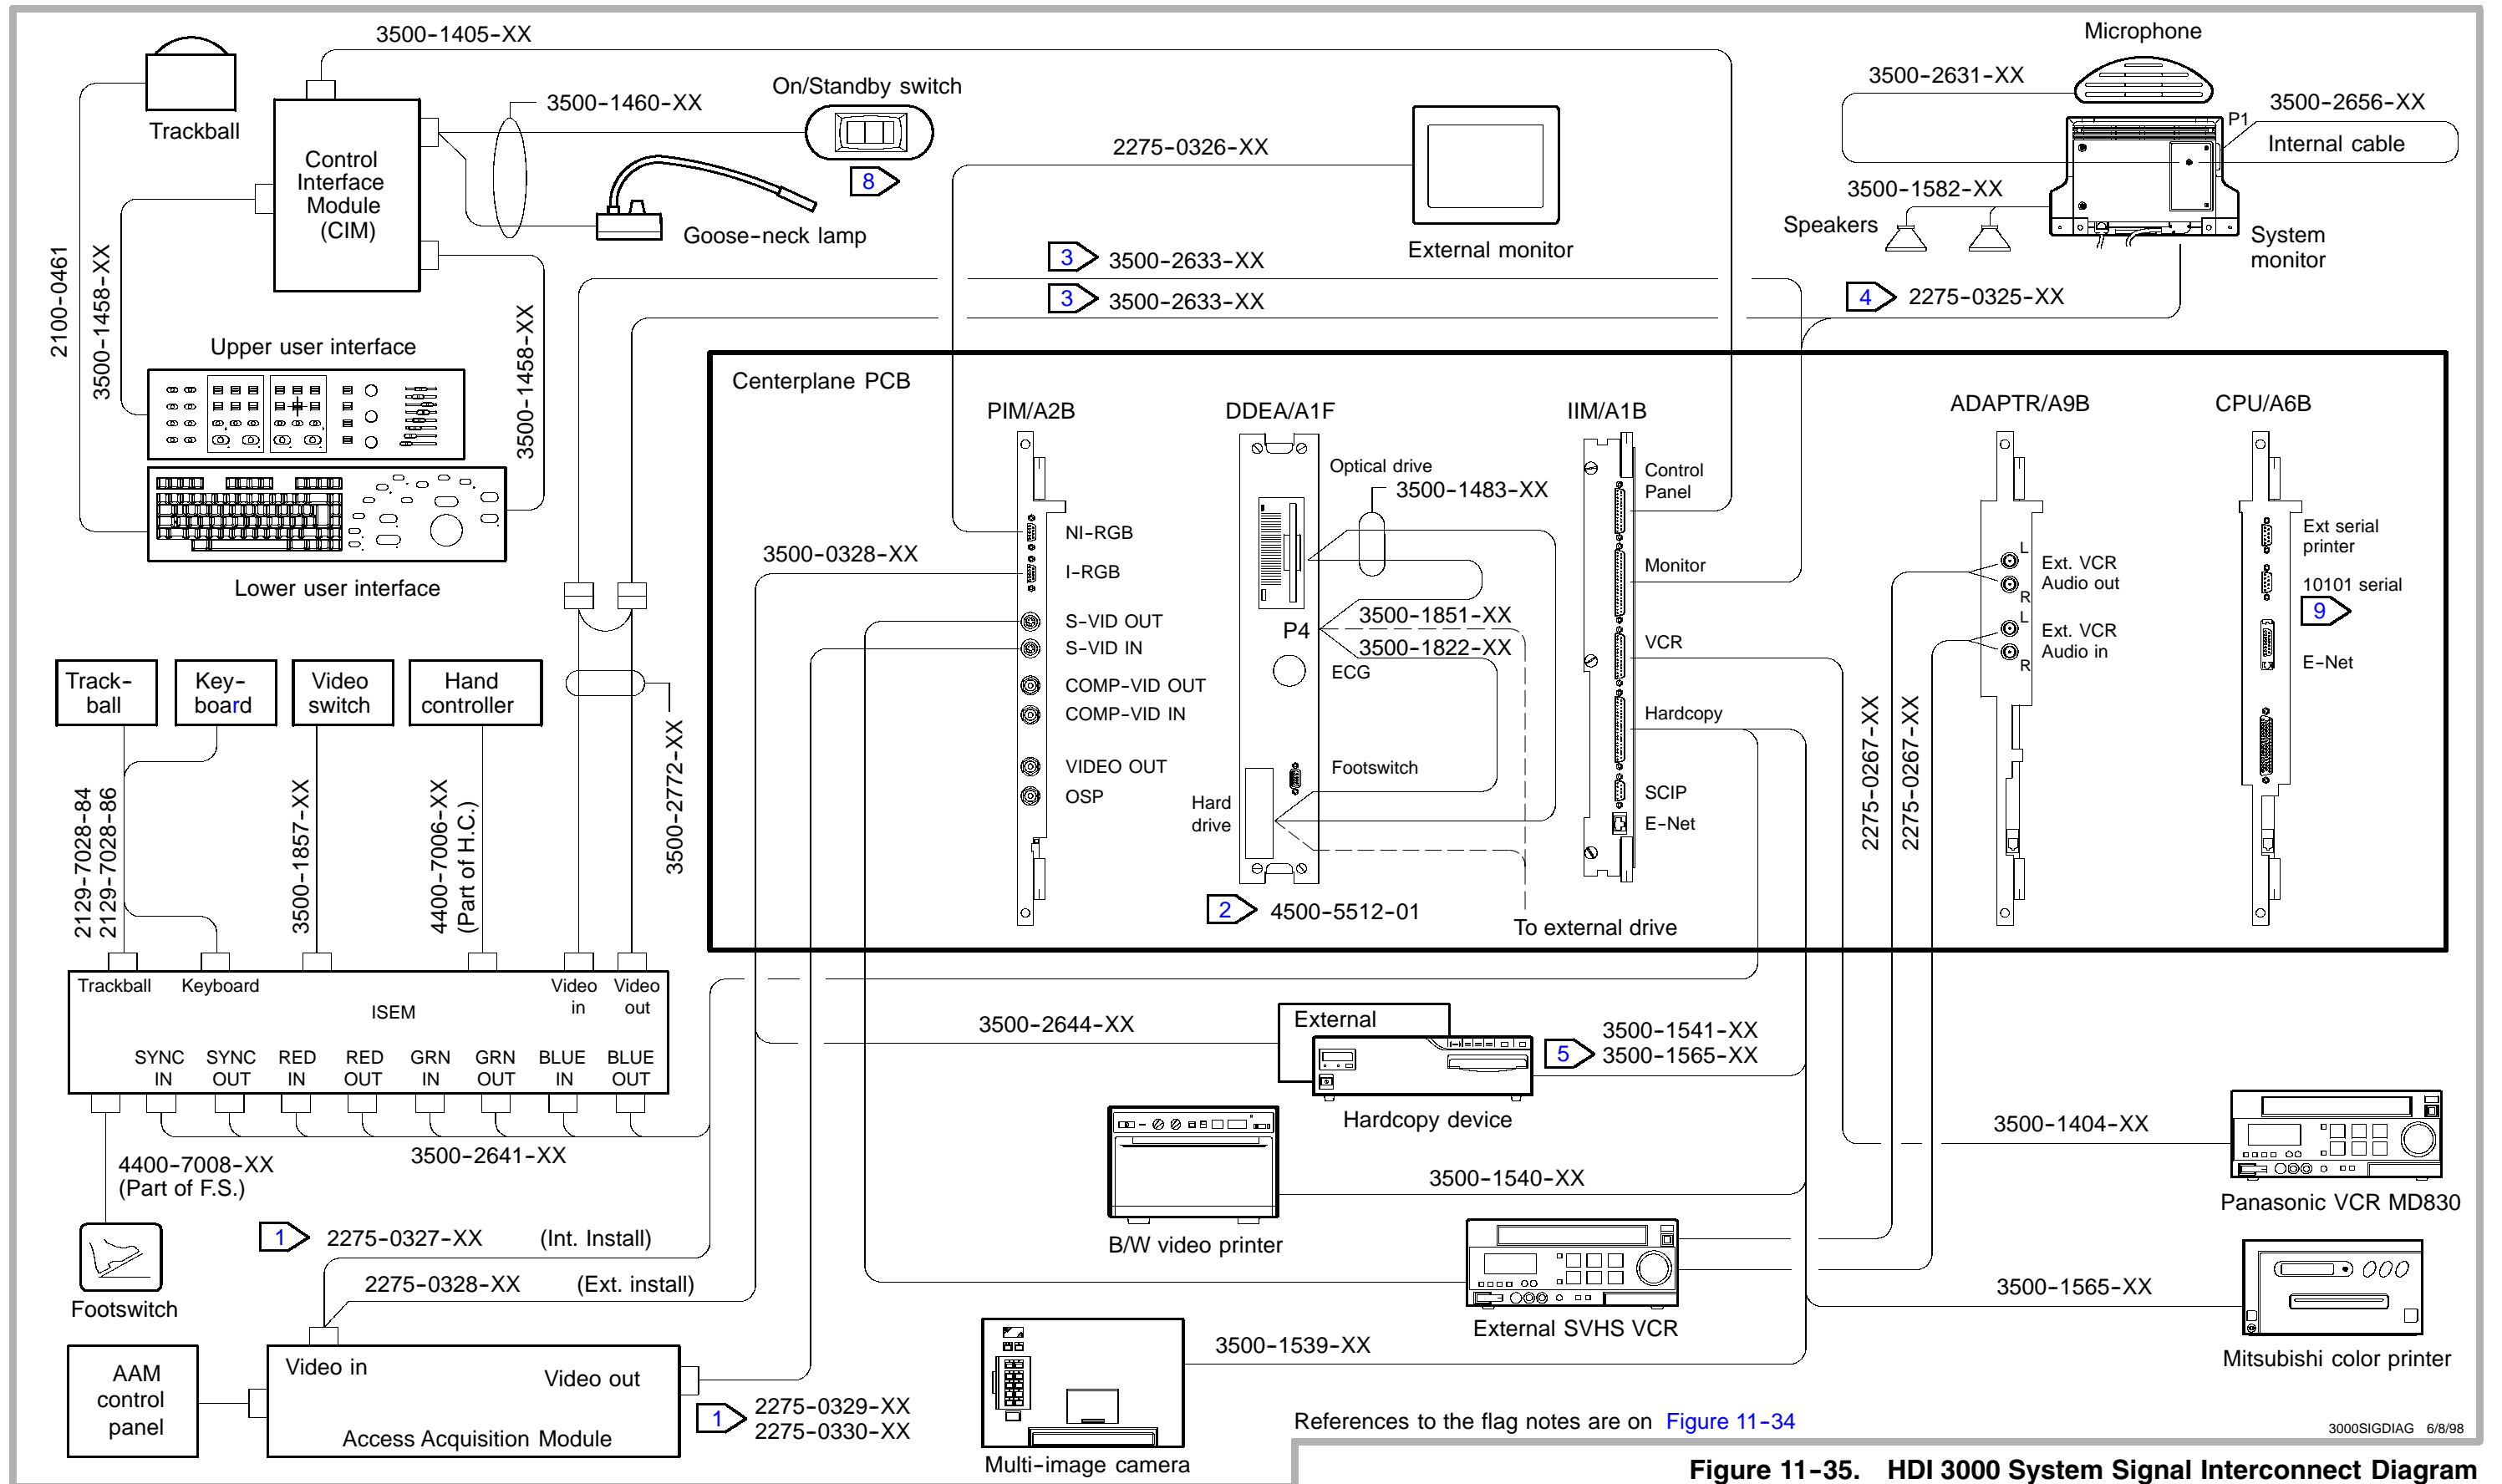 3500-1405-XX
Microphone
Trackball
3500-1460-XX
On/Standby switch
3500-2631-XX
3500-2656-XX
P1
Internal cable
Control
Interface
Module
(CIM)
8
2275-0326-XX
3500-1582-XX
Speakers
System
monitor
Goose-neck lamp
External monitor
3 3500-2633-XX
3 3500-2633-XX
4 2275-0325-XX
2100-0461
3500-1458-XX
3500-1458-XX
Upper user interface
Lower user interface
Centerplane PCB
PIM/A2B
DDEA/A1F
IIM/A1B
ADAPTR/A9B
CPU/A6B
Optical drive
3500-1483-XX
Control
Panel
NI-RGB
I-RGB
3500-0328-XX
Monitor
S-VID OUT
S-VID IN
COMP-VID OUT
COMP-VID IN
VIDEO OUT
OSP
P4
3500-1851-XX
3500-1822-XX
ECG
Footswitch
Hard
drive
VCR
Hardcopy
SCIP
E-Net
L
Ext. VCR
Audio out
R
L
Ext. VCR
Audio in
R
Ext serial
printer
10101 serial
9
E-Net
2275-0267-XX
2275-0267-XX
2 4500-5512-01
To external drive
Track-
ball
Key-
board
Video
switch
Hand
controller
2129-7028-84
2129-7028-86
3500-1857-XX
4400-7006-XX
(Part of H.C.)
3500-2772-XX
Trackball
Keyboard
ISEM
Video
in
Video
out
SYNC
IN
SYNC
OUT
RED
IN
RED
OUT
GRN
IN
GRN
OUT
BLUE
IN
BLUE
OUT
4400-7008-XX
(Part of F.S.)
3500-2641-XX
Footswitch
1 2275-0327-XX (Int. Install)
2275-0328-XX (Ext. install)
AAM
control
panel
Video in
Video out
Access Acquisition Module
1 2275-0329-XX
2275-0330-XX
3500-2644-XX
External
5 3500-1541-XX
3500-1565-XX
Hardcopy device
3500-1540-XX
B/W video printer
3500-1404-XX
Panasonic VCR MD830
External SVHS VCR
3500-1565-XX
Mitsubishi color printer
3500-1539-XX
Multi-image camera
References to the flag notes are on Figure 11-34
3000SIGDIAG 6/8/98
Figure 11-35. HDI 3000 System Signal Interconnect Diagram